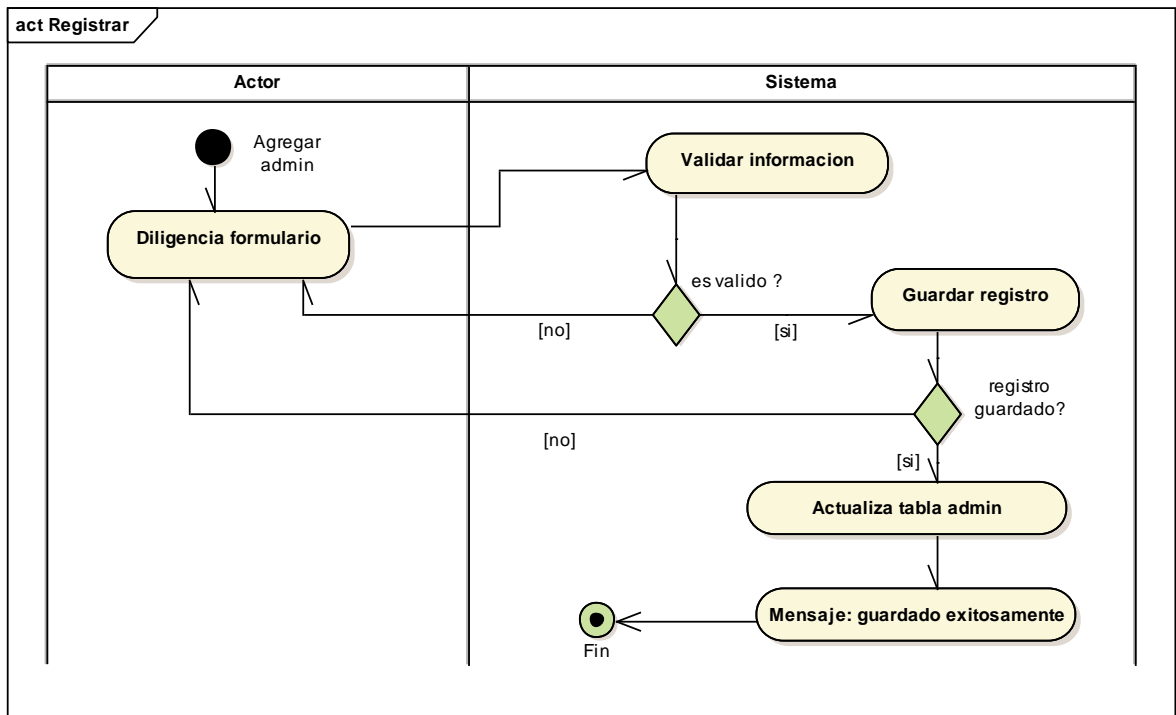 act Registrar
Actor
Sistema
Agregar
admin
Validar informacion
Diligencia formulario
es valido ?
Guardar registro
[no]
[si]
registro
guardado?
[no]
[si]
Actualiza tabla admin
Mensaje: guardado exitosamente
Fin